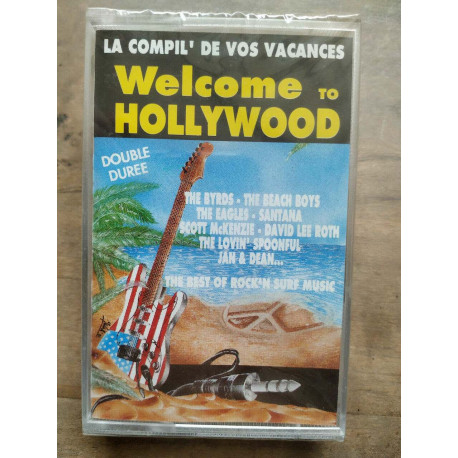 LA COMPIL' DE VOS VACANCES
Welcome TO
HOLLYWOOD
DOUBLE
DUREE
THE BYRDS - THE BEACH BOYS
THE EAGLES - SANTANA
SCOTT McKENZIE - DAVID LEE ROTH
THE LOVIN' SPOONFUL
JAN & DEAN...
THE BEST OF ROCK'N SURF MUSIC